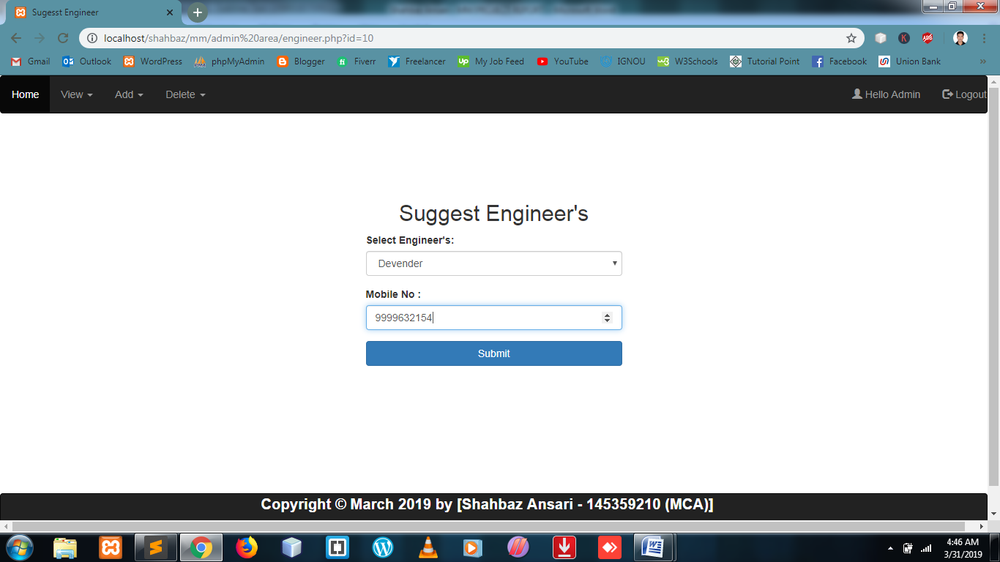 Sugesst Engineer
localhost/shahbaz/mm/admin%20area/engineer.php?id=10
K
ABP
Gmail
Outlook
WordPress
phpMyAdmin
Blogger
fi Fiverr
Freelancer
Up My Job Feed
YouTube
IGNOU
W3Schools
Tutorial Point
Facebook
Union Bank
»
Home
View
Add
Delete
Hello Admin
Logout
Suggest Engineer's
Select Engineer's:
Devender
Mobile No :
9999632154
Submit
Copyright © March 2019 by [Shahbaz Ansari - 145359210 (MCA)]
4:46 AM
3/31/2019